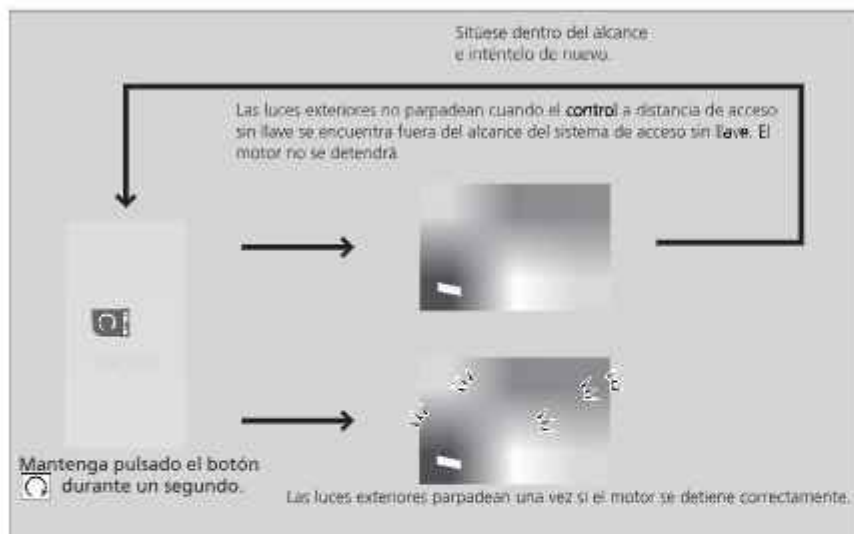 Sitúese dentro del alcance
e inténtelo de nuevo.
Las luces exteriores no parpadean cuando el control a distancia de acceso
sin llave se encuentra fuera del alcance del sistema de acceso sin llave. El
motor no se detendrá
Mantenga pulsado el botón
durante un segundo.
Las luces exteriores parpadean una vez si el motor se detiene correctamente.